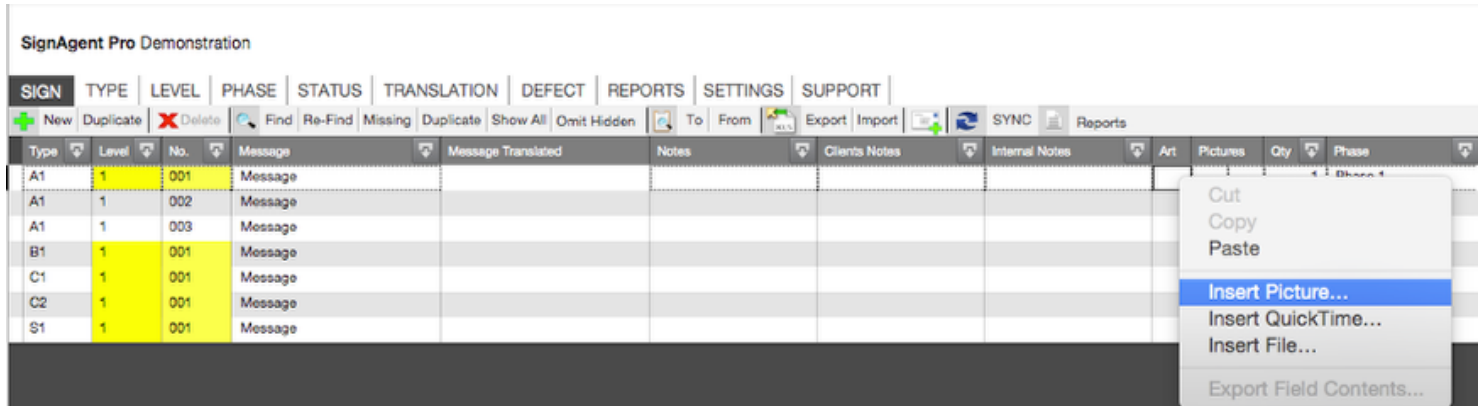 SignAgent Pro Demonstration
SIGN TYPE LEVEL PHASE STATUS TRANSLATION DEFECT REPORTS SETTINGS SUPPORT
New Duplicate Delete Find Re-Find Missing Duplicate Show All Omit Hidden To From XLS Export Import SYNC Reports
Type Level No. Message Message Translated Notes Clients Notes Internal Notes Art Pictures Qty Phase
A1 1 001 Message 1 Phase 1
A1 1 002 Message
A1 1 003 Message
B1 1 001 Message
C1 1 001 Message
C2 1 001 Message
S1 1 001 Message
Cut
Copy
Paste
Insert Picture...
Insert QuickTime...
Insert File...
Export Field Contents...